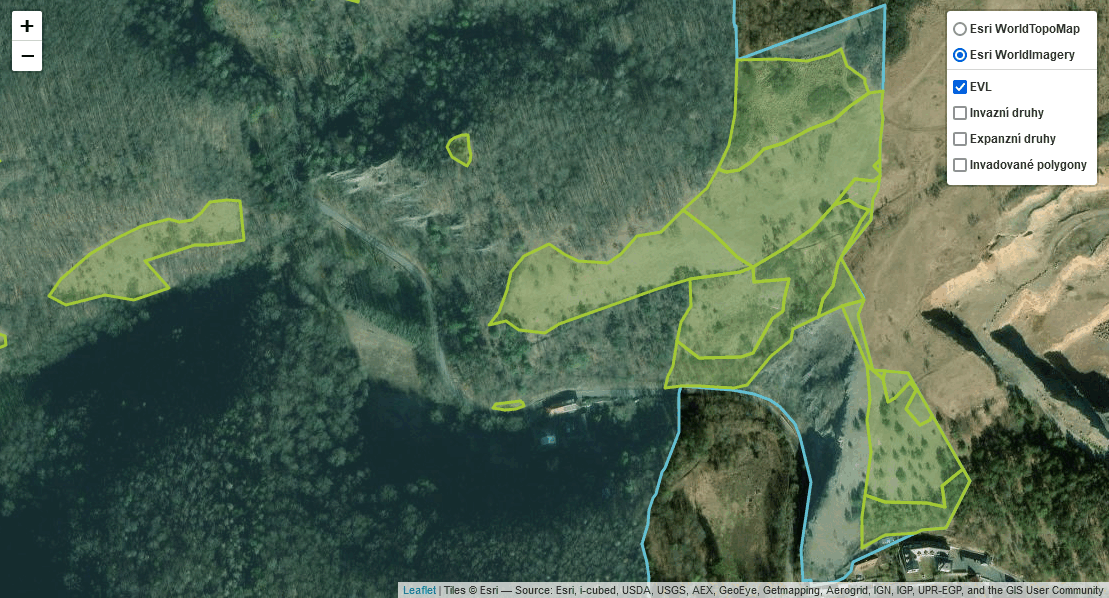 +
−
Esri WorldTopoMap
Esri WorldImagery
EVL
Invazní druhy
Expanzní druhy
Invadované polygony
Leaflet | Tiles © Esri — Source: Esri, i-cubed, USDA, USGS, AEX, GeoEye, Getmapping, Aerogrid, IGN, IGP, UPR-EGP, and the GIS User Community